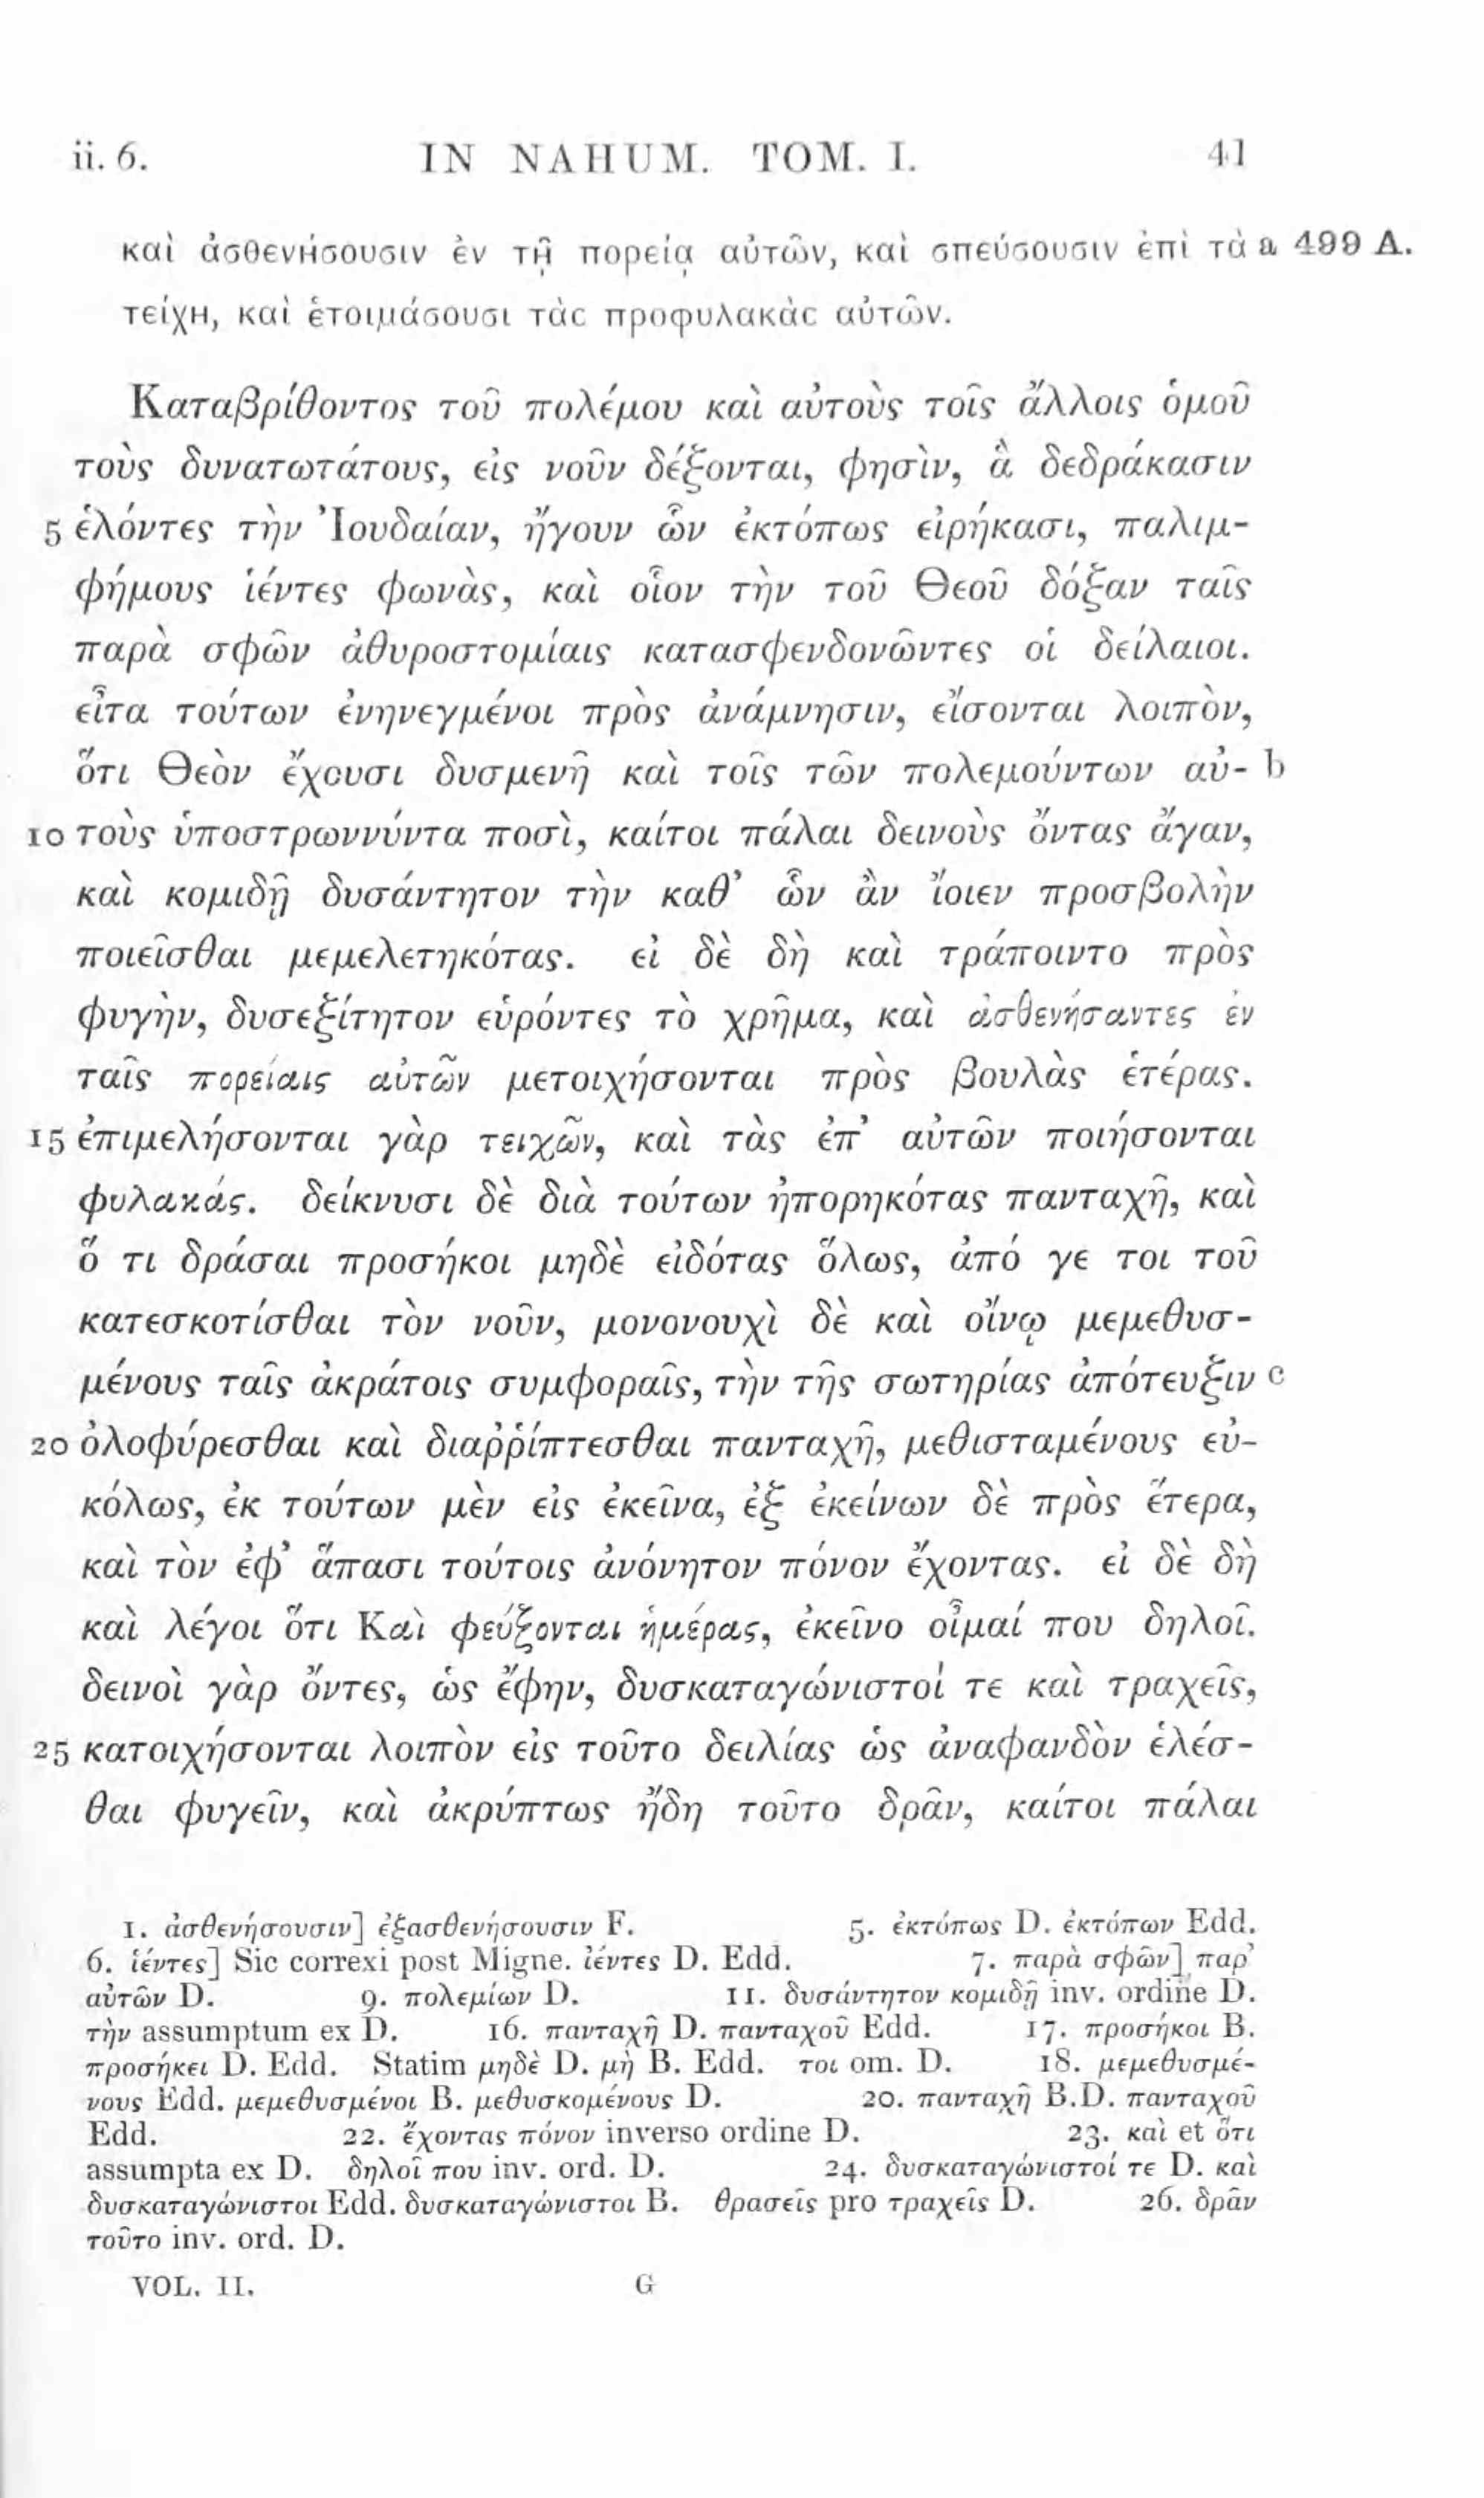 ii. 6. IN NAHUM. TOM. I. 41
καὶ ἀσθενήσουσιν ἐν τῇ πορείᾳ αὐτῶν, καὶ σπεύσουσιν ἐπὶ τὰ a 499 A.
τείχη, καὶ ἑτοιμάσουσι τὰς προφυλακὰς αὐτῶν.
Καταβρίθοντος τοῦ πολέμου καὶ αὐτοὺς τοῖς ἄλλοις ὁμοῦ
τοὺς δυνατωτάτους, εἰς νοῦν δέξονται, φησὶν, ἃ δεδράκασιν
5 ἑλόντες τὴν Ἰουδαίαν, ἤγουν ὧν ἐκτόπως εἰρήκασι, παλιμ-
φήμους ἱέντες φωνὰς, καὶ οἷον τὴν τοῦ Θεοῦ δόξαν ταῖς
παρὰ σφῶν ἀθυροστομίαις κατασφενδονῶντες οἱ δείλαιοι.
εἶτα τούτων ἐνηνεγμένοι πρὸς ἀνάμνησιν, εἴσονται λοιπὸν,
ὅτι Θεὸν ἔχουσι δυσμενῆ καὶ τοῖς τῶν πολεμούντων αὐ- b
10 τοὺς ὑποστρωννύντα ποσὶ, καίτοι πάλαι δεινοὺς ὄντας ἄγαν,
καὶ κομιδῇ δυσάντητον τὴν καθ’ ὧν ἂν ἴοιεν προσβολὴν
ποιεῖσθαι μεμελετηκότας. εἰ δὲ δὴ καὶ τράποιντο πρὸς
φυγὴν, δυσεξίτητον εὑρόντες τὸ χρῆμα, καὶ ἀσθενήσαντες ἐν
ταῖς πορείαις αὐτῶν μετοιχήσονται πρὸς βουλὰς ἑτέρας.
15 ἐπιμελήσονται γὰρ τειχῶν, καὶ τὰς ἐπ’ αὐτῶν ποιήσονται
φυλακάς. δείκνυσι δὲ διὰ τούτων ἠπορηκότας πανταχῆ, καὶ
ὅ τι δράσαι προσήκοι μηδὲ εἰδότας ὅλως, ἀπό γε τοι τοῦ
κατεσκοτίσθαι τὸν νοῦν, μονονουχὶ δὲ καὶ οἴνῳ μεμεθυσ-
μένους ταῖς ἀκράτοις συμφοραῖς, τὴν τῆς σωτηρίας ἀπότευξιν c
20 ὀλοφύρεσθαι καὶ διαῤῥίπτεσθαι πανταχῆ, μεθισταμένους εὐ-
κόλως, ἐκ τούτων μὲν εἰς ἐκεῖνα, ἐξ ἐκείνων δὲ πρὸς ἕτερα,
καὶ τὸν ἐφ’ ἅπασι τούτοις ἀνόνητον πόνον ἔχοντας. εἰ δὲ δὴ
καὶ λέγοι ὅτι Καὶ φεύξονται ἡμέρας, ἐκεῖνο οἶμαί που δηλοῖ.
δεινοὶ γὰρ ὄντες, ὡς ἔφην, δυσκαταγώνιστοί τε καὶ τραχεῖς,
25 κατοιχήσονται λοιπὸν εἰς τοῦτο δειλίας ὡς ἀναφανδὸν ἑλέσ-
θαι φυγεῖν, καὶ ἀκρύπτως ἤδη τοῦτο δρᾶν, καίτοι πάλαι
1. ἀσθενήσουσιν] ἐξασθενήσουσιν F. 5. ἐκτόπως D. ἐκτόπων Edd.
6. ἱέντες] Sic correxi post Migne. ἰέντες D. Edd. 7. παρὰ σφῶν] παρ’
αὐτῶν D. 9. πολεμίων D. 11. δυσάντητον κομιδῇ inv. ordine D.
τὴν assumptum ex D. 16. πανταχῆ D. πανταχοῦ Edd. 17. προσήκοι B.
προσήκει D. Edd. Statim μηδὲ D. μὴ B. Edd. τοι om. D. 18. μεμεθυσμέ-
νους Edd. μεμεθυσμένοι B. μεθυσκομένους D. 20. πανταχῆ B.D. πανταχοῦ
Edd. 22. ἔχοντας πόνον inverso ordine D. 23. καὶ et ὅτι
assumpta ex D. δηλοῖ που inv. ord. D. 24. δυσκαταγώνιστοί τε D. καὶ
δυσκαταγώνιστοι Edd. δυσκαταγώνιστοι B. θρασεῖς pro τραχεῖς D. 26. δρᾶν
τοῦτο inv. ord. D.
VOL. II. G